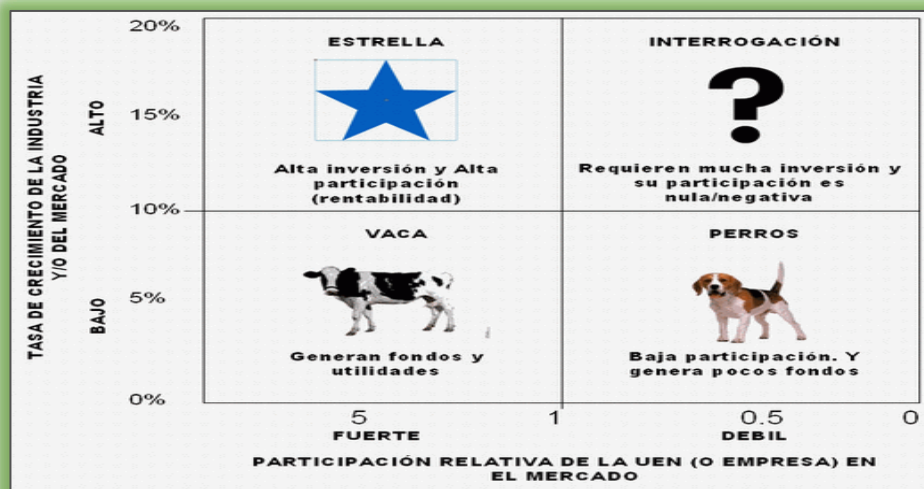 TASA DE CRECIMIENTO DE LA INDUSTRIA
Y/O DEL MERCADO
ALTO
BAJO
20%
15%
10%
5%
0%
ESTRELLA
Alta inversión y Alta
participación
(rentabilidad)
INTERROGACIÓN
?
Requieren mucha inversión y
su participación es
nula/negativa
VACA
Generan fondos y
utilidades
PERROS
Baja participación. Y
genera pocos fondos
5
1
0.5
0
FUERTE
DEBIL
PARTICIPACIÓN RELATIVA DE LA UEN (O EMPRESA) EN
EL MERCADO